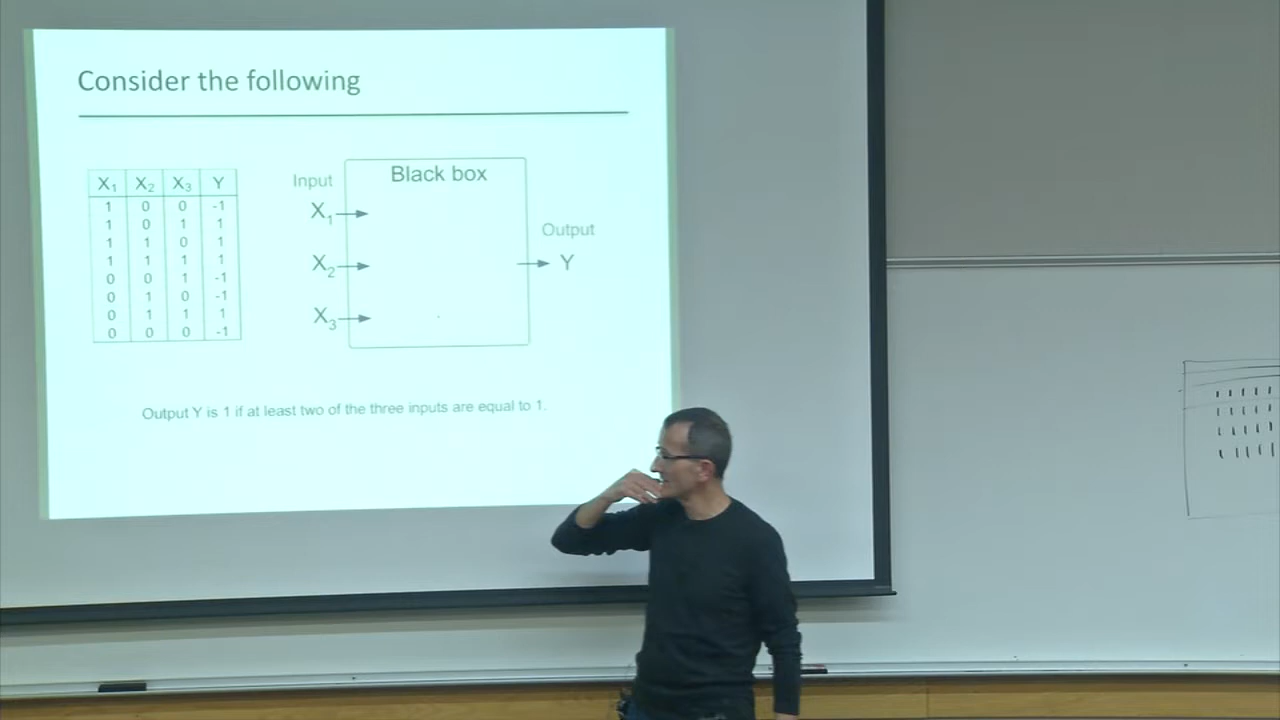 Consider the following
X₁ X₂ X₃ Y
1 0 0 -1
1 0 1 1
1 1 0 1
1 1 1 1
0 0 1 -1
0 1 0 -1
0 1 1 1
0 0 0 -1
Input
Black box
X₁
X₂
X₃
Output
Y
Output Y is 1 if at least two of the three inputs are equal to 1.